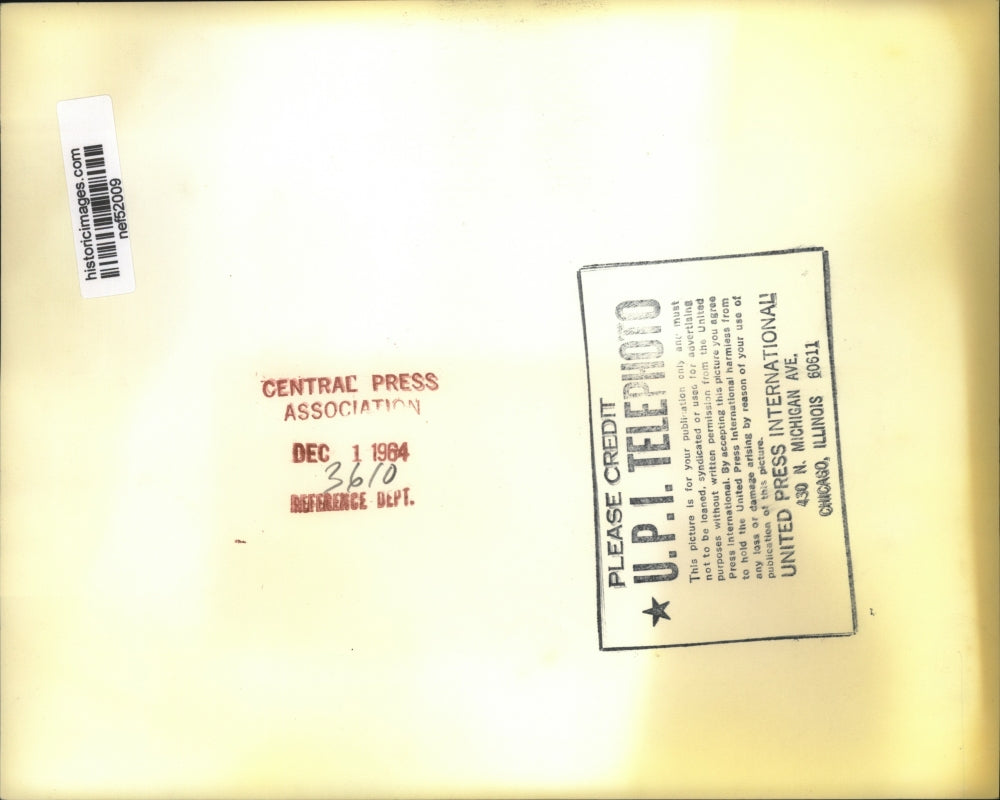 historicimages.com
nef52009
CENTRAL PRESS
ASSOCIATION
DEC 1 1964
3610
REFERENCE DEPT.
PLEASE CREDIT
★ U.P.I. TELEPHOTO
This picture is for your publication only and must
not to be loaned, syndicated or used for advertising
purposes without written permission from the United
Press International. By accepting this picture you agree
to hold the United Press International harmless from
any loss or damage arising by reason of your use of
publication of this picture.
UNITED PRESS INTERNATIONAL
430 N. MICHIGAN AVE.
CHICAGO, ILLINOIS 60611